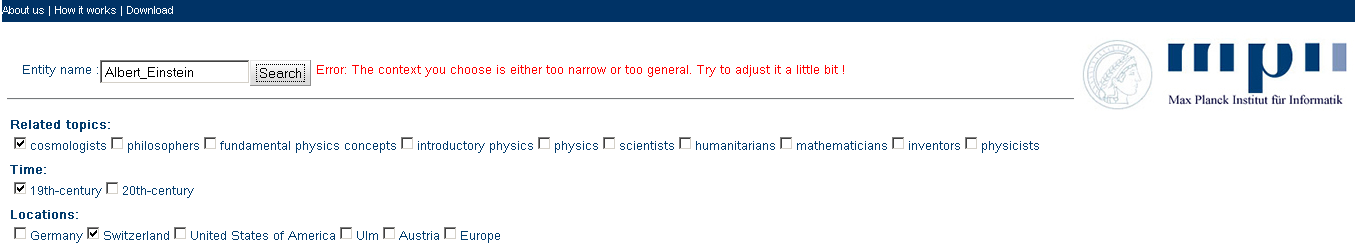 About us | How it works | Download
Entity name : Albert_Einstein Search Error: The context you choose is either too narrow or too general. Try to adjust it a little bit !
mpii
Max Planck Institut für Informatik
Related topics:
cosmologists philosophers fundamental physics concepts introductory physics physics scientists humanitarians mathematicians inventors physicists
Time:
19th-century 20th-century
Locations:
Germany Switzerland United States of America Ulm Austria Europe